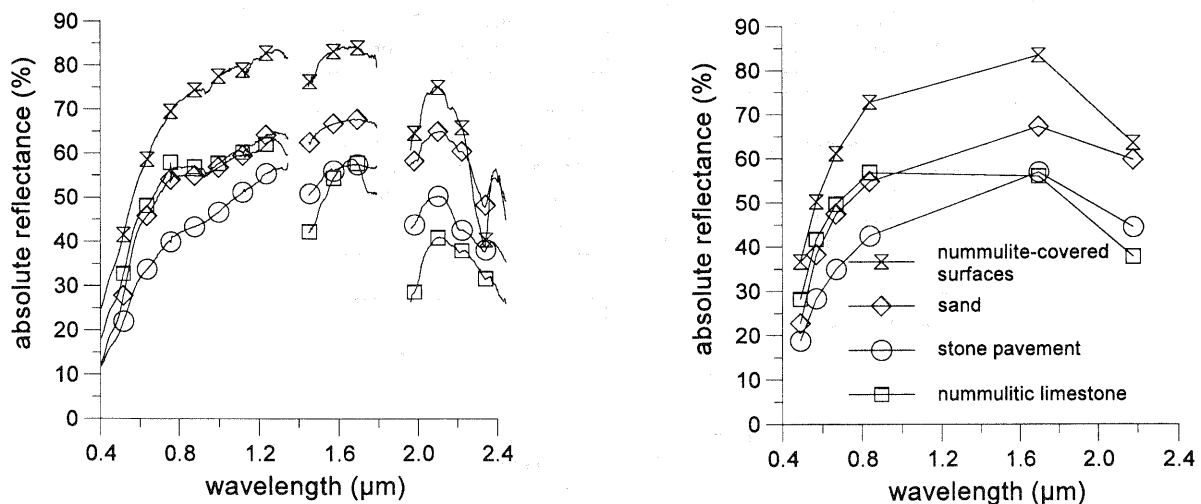 90
80
70
60
50
40
30
20
10
0
absolute reflectance (%)
0.4 0.8 1.2 1.6 2.0 2.4
wavelength (µm)
90
80
70
60
50
40
30
20
10
0
absolute reflectance (%)
nummulite-covered
surfaces
sand
stone pavement
nummulitic limestone
0.4 0.8 1.2 1.6 2.0 2.4
wavelength (µm)